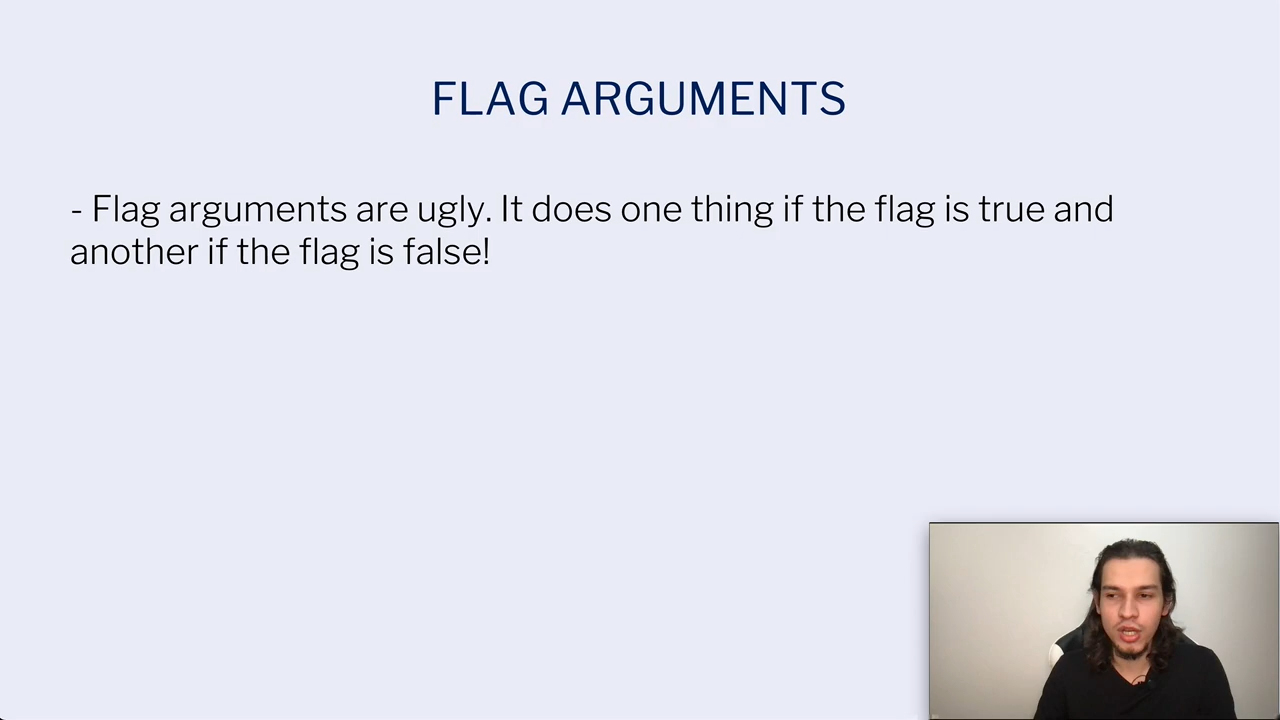 FLAG ARGUMENTS
- Flag arguments are ugly. It does one thing if the flag is true and
another if the flag is false!